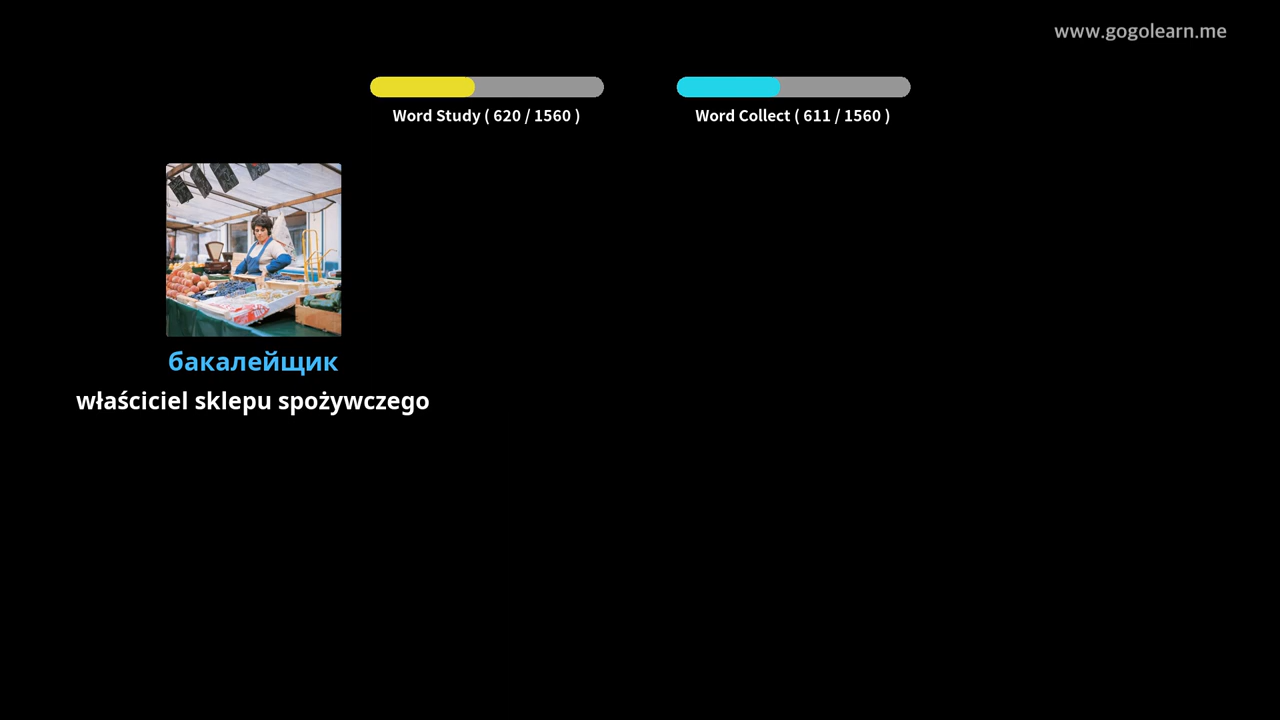 www.gogolearn.me
Word Study ( 620 / 1560 )
Word Collect ( 611 / 1560 )
бакалейщик
właściciel sklepu spożywczego